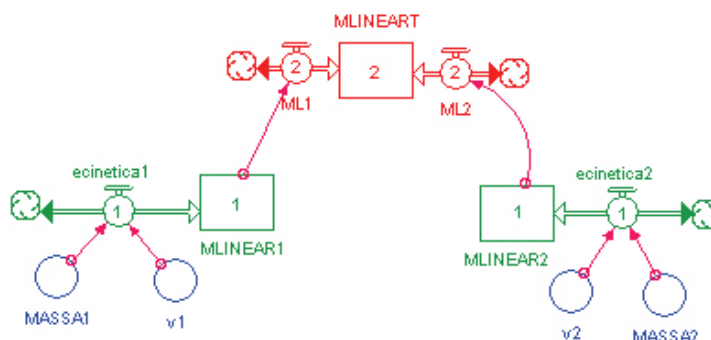 MLINEART
2
2
2
ML1
ML2
ecinetica1
ecinetica2
1
1
1
1
MLINEAR1
MLINEAR2
MASSA1
v1
v2
MASSA2